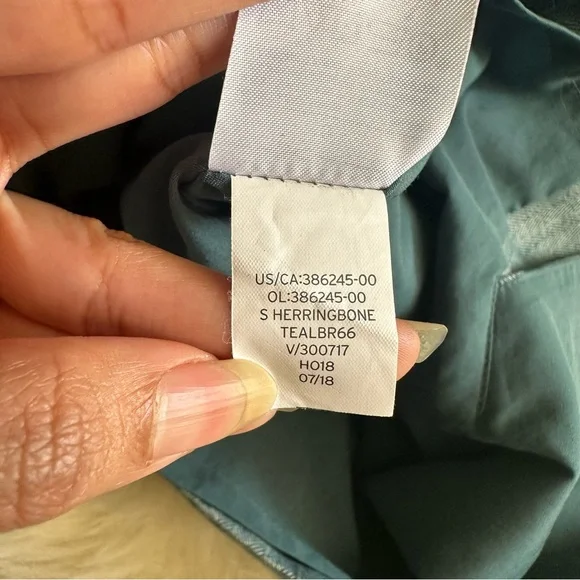 US/CA:386245-00
OL:386245-00
S HERRINGBONE
TEALBR66
V/300717
HO18
07/18